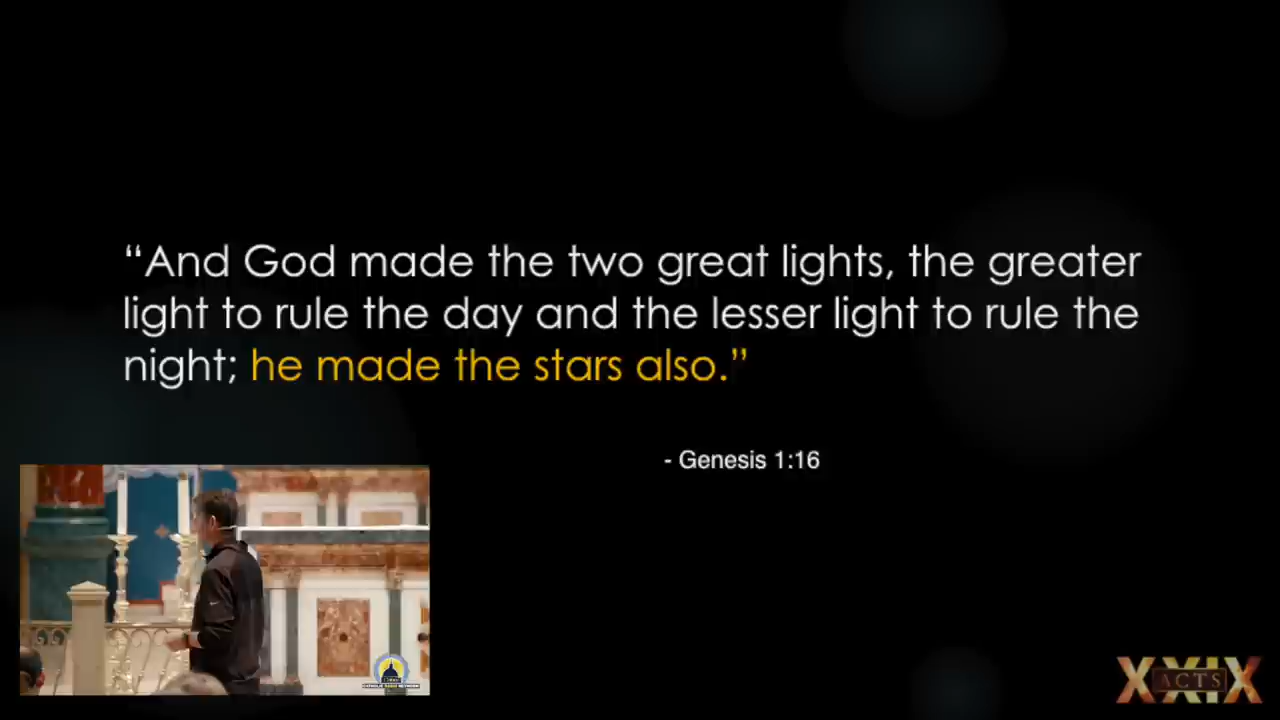 “And God made the two great lights, the greater
light to rule the day and the lesser light to rule the
night; he made the stars also.”
- Genesis 1:16
XXIX
ACTS